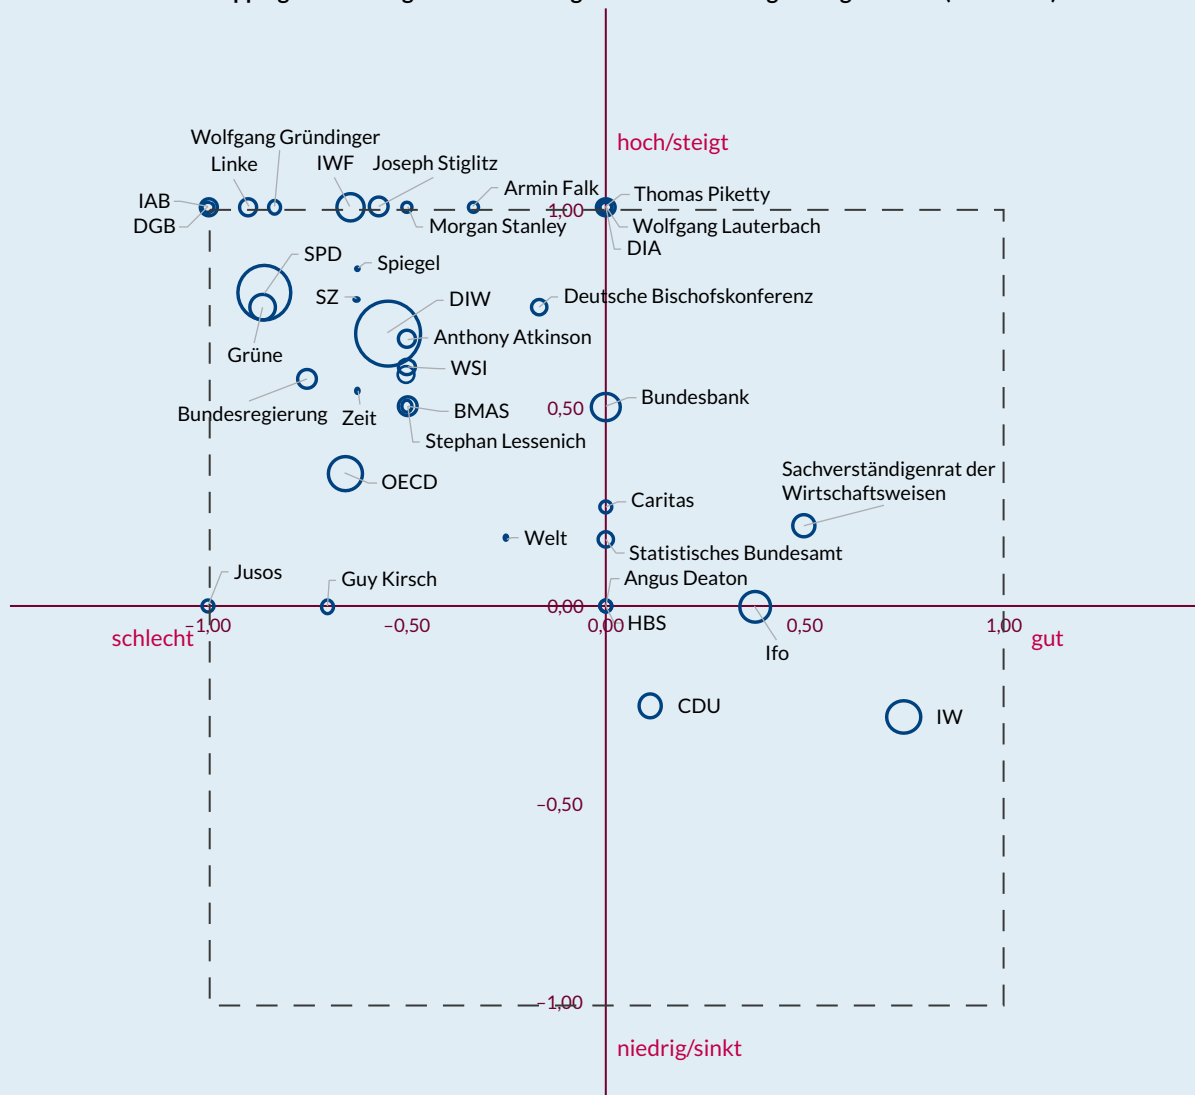 hoch/steigt
Wolfgang Gründinger
Linke
IWF
Joseph Stiglitz
IAB
DGB
Armin Falk
Morgan Stanley
1,00
Thomas Piketty
Wolfgang Lauterbach
DIA
SPD
Spiegel
SZ
DIW
Deutsche Bischofskonferenz
Anthony Atkinson
Grüne
WSI
Bundesregierung
Zeit
BMAS
0,50
Bundesbank
Stephan Lessenich
OECD
Sachverständigenrat der
Wirtschaftsweisen
Caritas
Welt
Statistisches Bundesamt
Jusos
Guy Kirsch
Angus Deaton
0,00
HBS
schlecht
–1,00
–0,50
0,00
0,50
1,00
gut
Ifo
CDU
IW
–0,50
–1,00
niedrig/sinkt